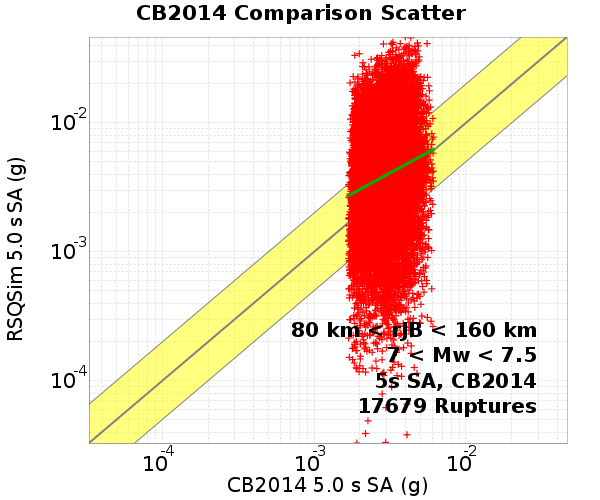 CB2014 Comparison Scatter
RSQSim 5.0 s SA (g)
10-2
10-3
10-4
80 km < rJB < 160 km
7 < Mw < 7.5
5s SA, CB2014
17679 Ruptures
10-4
10-3
10-2
CB2014 5.0 s SA (g)